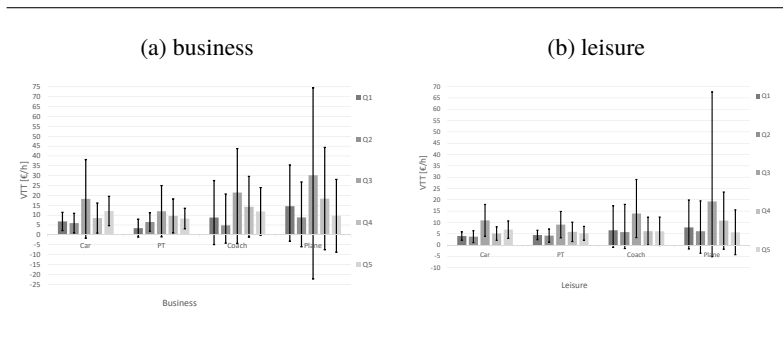 (a) business
(b) leisure
75
70
65
60
55
50
45
40
35
30
25
20
15
10
5
0
-5
-10
-15
-20
-25
VTT [€/h]
Car
PT
Coach
Plane
Business
Q1
Q2
Q3
Q4
Q5
70
65
60
55
50
45
40
35
30
25
20
15
10
5
0
-5
-10
VTT [€/h]
Car
PT
Coach
Plane
Leisure
Q1
Q2
Q3
Q4
Q5